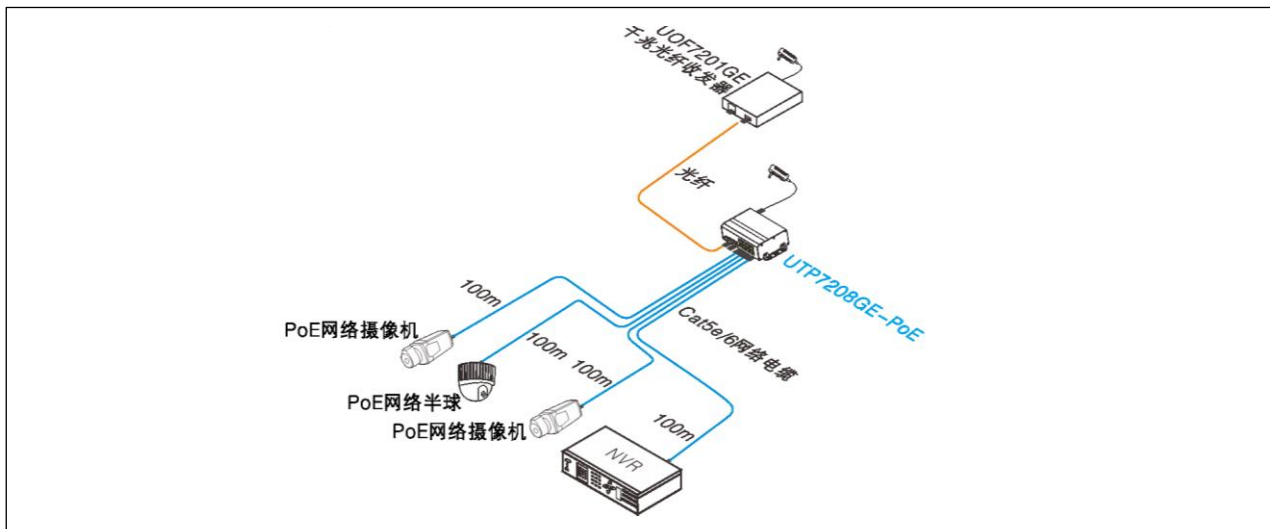 UOF7201GE
千兆光纤收发器
光纤
UTP7208GE-PoE
100m
PoE网络摄像机
Cat5e/6网络电缆
100m
100m
PoE网络半球
PoE网络摄像机
100m
NVR